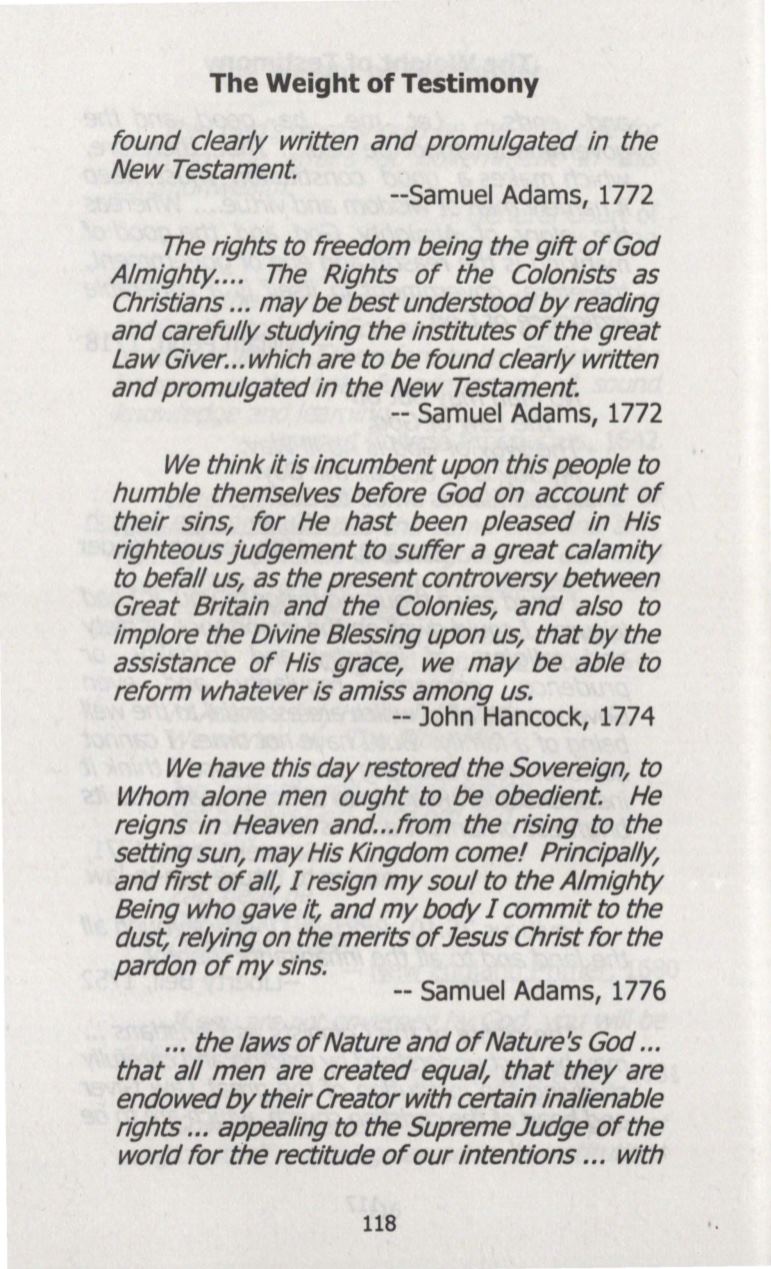 The Weight of Testimony
found clearly written and promulgated in the
New Testament.
--Samuel Adams, 1772
The rights to freedom being the gift of God
Almighty.... The Rights of the Colonists as
Christians ... may be best understood by reading
and carefully studying the institutes of the great
Law Giver...which are to be found clearly written
and promulgated in the New Testament.
-- Samuel Adams, 1772
We think it is incumbent upon this people to
humble themselves before God on account of
their sins, for He hast been pleased in His
righteous judgement to suffer a great calamity
to befall us, as the present controversy between
Great Britain and the Colonies, and also to
implore the Divine Blessing upon us, that by the
assistance of His grace, we may be able to
reform whatever is amiss among us.
-- John Hancock, 1774
We have this day restored the Sovereign, to
Whom alone men ought to be obedient. He
reigns in Heaven and...from the rising to the
setting sun, may His Kingdom come! Principally,
and first of all, I resign my soul to the Almighty
Being who gave it, and my body I commit to the
dust, relying on the merits of Jesus Christ for the
pardon of my sins.
-- Samuel Adams, 1776
... the laws of Nature and of Nature's God ...
that all men are created equal, that they are
endowed by their Creator with certain inalienable
rights ... appealing to the Supreme Judge of the
world for the rectitude of our intentions ... with
118